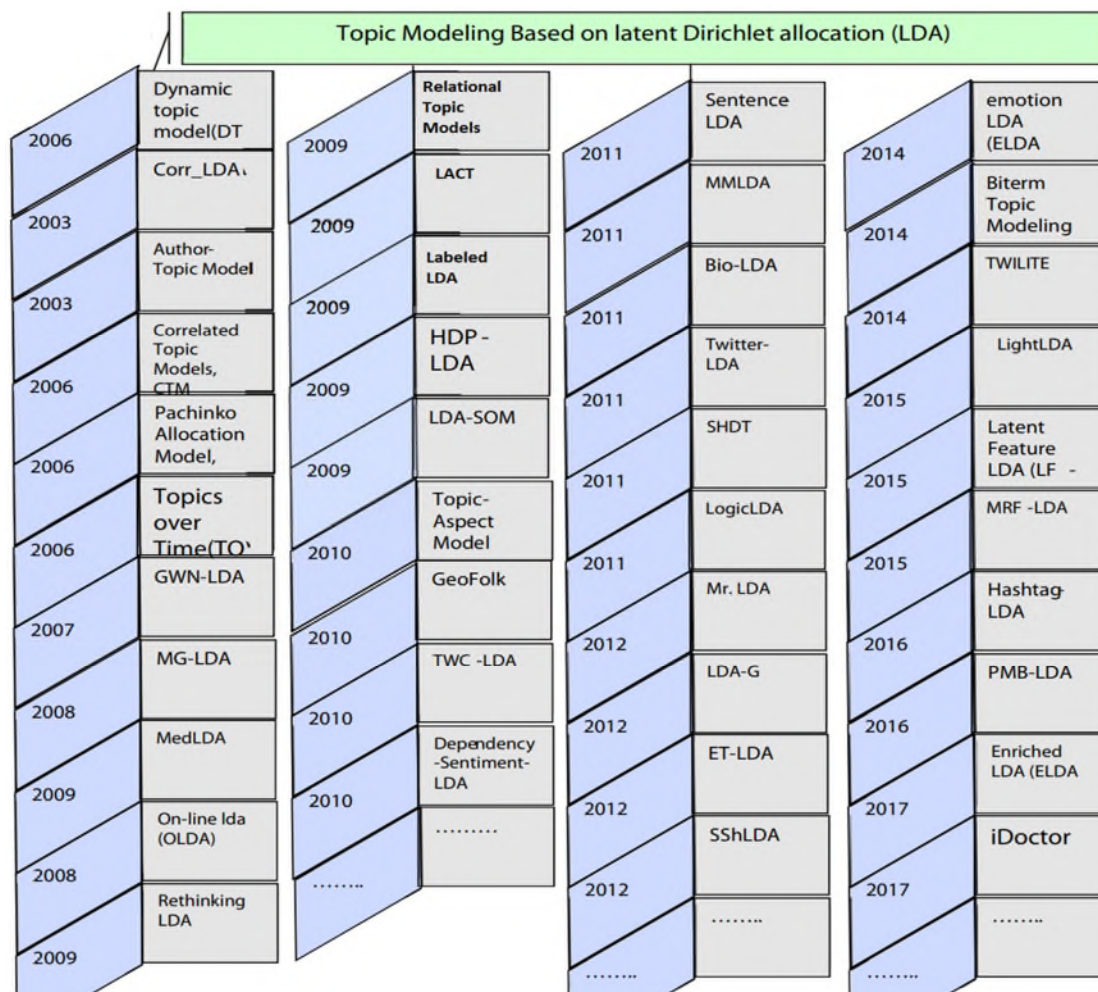 Topic Modeling Based on latent Dirichlet allocation (LDA)
2006
Dynamic
topic
model(DT
2003
Corr_LDA
2003
Author-
Topic Model
2006
Correlated
Topic
Models,
CTM
2006
Pachinko
Allocation
Model,
2006
Topics
over
Time(TO
2007
GWN-LDA
2008
MG-LDA
2009
MedLDA
2008
On-line lda
(OLDA)
2009
Rethinking
LDA
2009
Relational
Topic
Models
2009
LACT
2009
Labeled
LDA
2009
HDP -
LDA
2009
LDA-SOM
2010
Topic-
Aspect
Model
2010
GeoFolk
2010
TWC -LDA
2010
Dependency
-Sentiment-
LDA
……..
………
2011
Sentence
LDA
2011
MMLDA
2011
Bio-LDA
2011
Twitter-
LDA
2011
SHDT
2011
LogicLDA
2012
Mr. LDA
2012
LDA-G
2012
ET-LDA
2012
SShLDA
……..
……..
2014
emotion
LDA
(ELDA
2014
Biterm
Topic
Modeling
2014
TWILITE
2015
LightLDA
2015
Latent
Feature
LDA (LF -
2015
MRF -LDA
2016
Hashtag-
LDA
2016
PMB-LDA
2017
Enriched
LDA (ELDA
2017
iDoctor
……..
……..